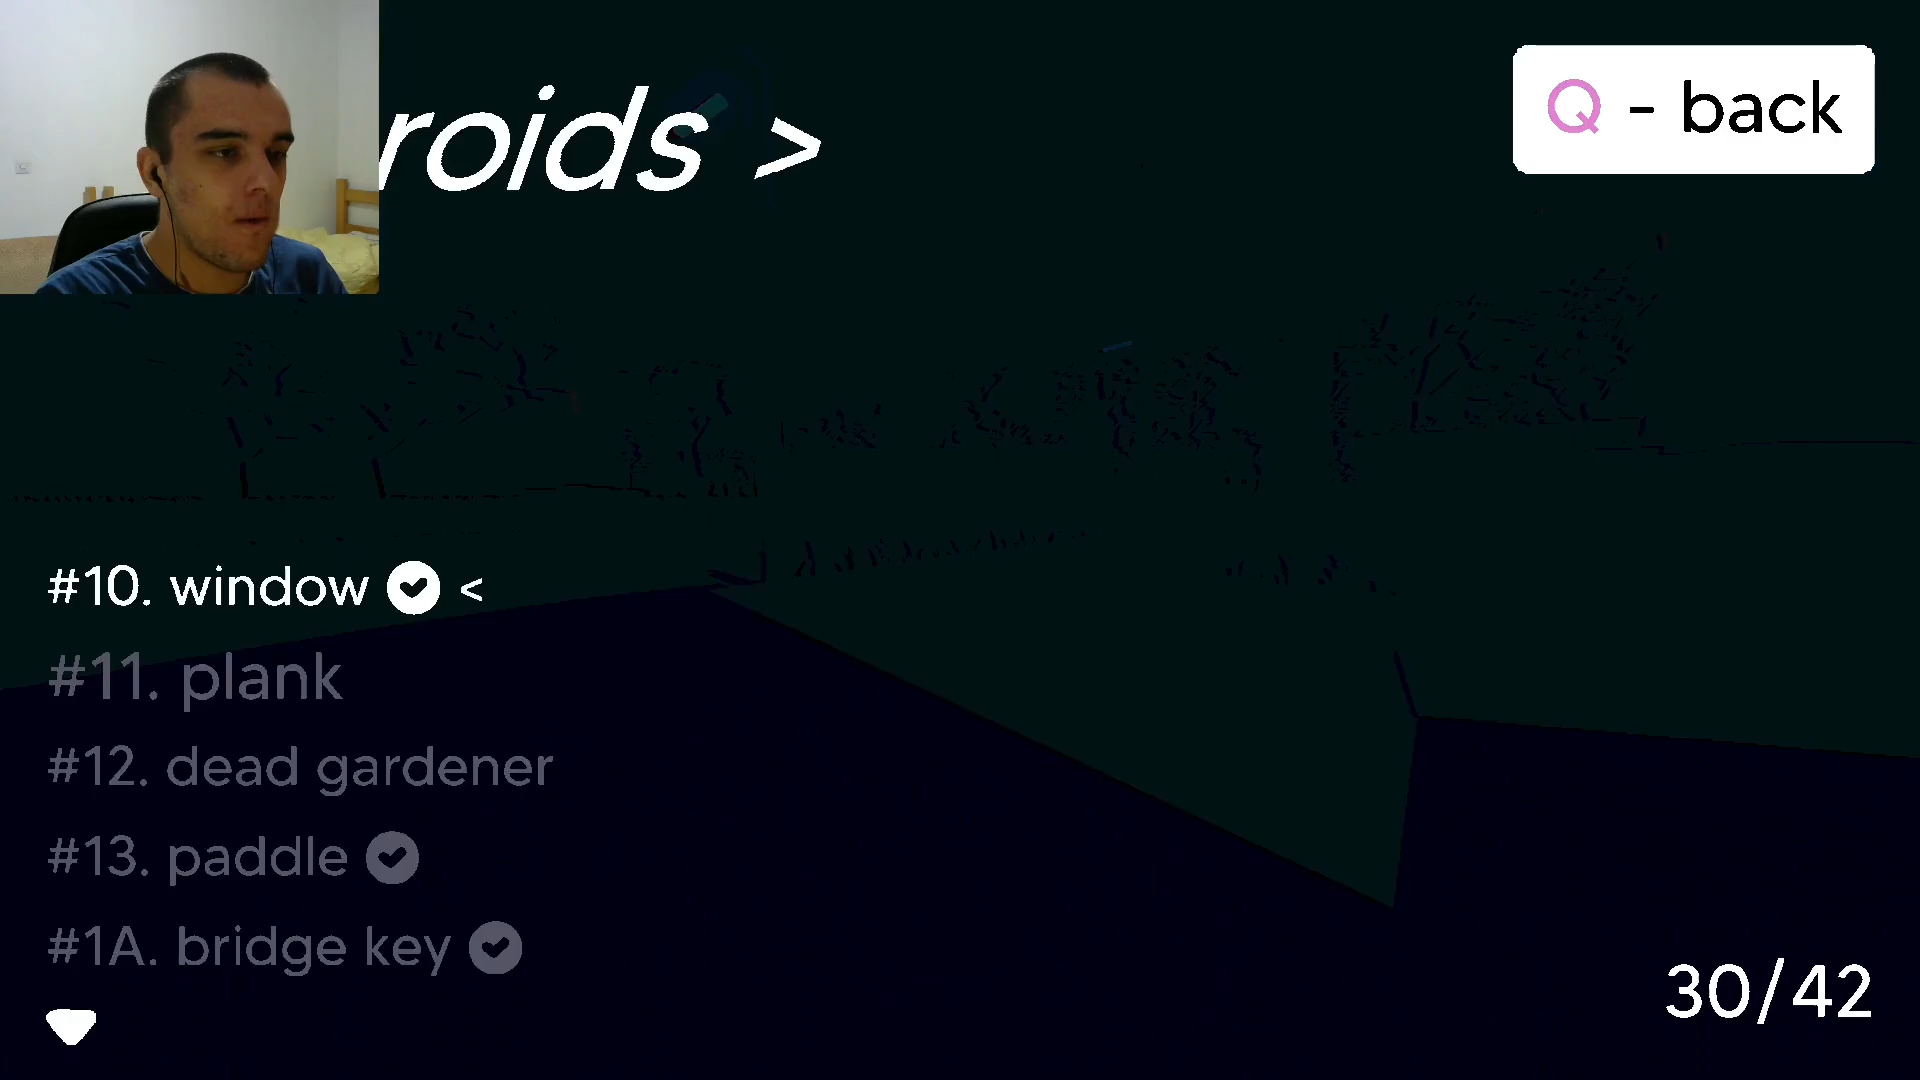 roids >
Q - back
#10. window <
#11. plank
#12. dead gardener
#13. paddle
#1A. bridge key
30/42